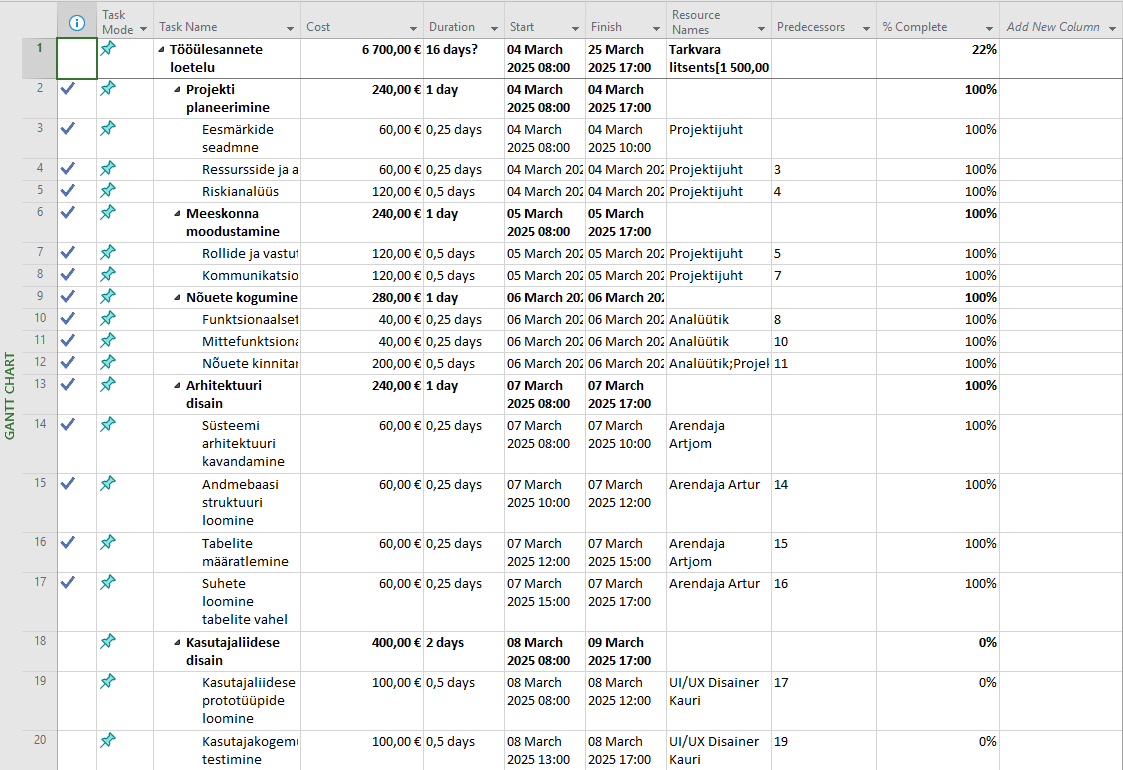 Task Mode
Task Name
Cost
Duration
Start
Finish
Resource Names
Predecessors
% Complete
Add New Column
GANTT CHART
1 Tööülesannete loetelu 6 700,00 € 16 days? 04 March 2025 08:00 25 March 2025 17:00 Tarkvara litsents[1 500,00 22%
2 Projekti planeerimine 240,00 € 1 day 04 March 2025 08:00 04 March 2025 17:00 100%
3 Eesmärkide seadmne 60,00 € 0,25 days 04 March 2025 08:00 04 March 2025 10:00 Projektijuht 100%
4 Ressursside ja a 60,00 € 0,25 days 04 March 202 04 March 202 Projektijuht 3 100%
5 Riskianalüüs 120,00 € 0,5 days 04 March 202 04 March 202 Projektijuht 4 100%
6 Meeskonna moodustamine 240,00 € 1 day 05 March 2025 08:00 05 March 2025 17:00 100%
7 Rollide ja vastut 120,00 € 0,5 days 05 March 202 05 March 202 Projektijuht 5 100%
8 Kommunikatsio 120,00 € 0,5 days 05 March 202 05 March 202 Projektijuht 7 100%
9 Nõuete kogumine 280,00 € 1 day 06 March 202 06 March 202 100%
10 Funktsionaalset 40,00 € 0,25 days 06 March 202 06 March 202 Analüütik 8 100%
11 Mittefunktsiona 40,00 € 0,25 days 06 March 202 06 March 202 Analüütik 10 100%
12 Nõuete kinnitar 200,00 € 0,5 days 06 March 202 06 March 202 Analüütik;Projek 11 100%
13 Arhitektuuri disain 240,00 € 1 day 07 March 2025 08:00 07 March 2025 17:00 100%
14 Süsteemi arhitektuuri kavandamine 60,00 € 0,25 days 07 March 2025 08:00 07 March 2025 10:00 Arendaja Artjom 100%
15 Andmebaasi struktuuri loomine 60,00 € 0,25 days 07 March 2025 10:00 07 March 2025 12:00 Arendaja Artur 14 100%
16 Tabelite määratlemine 60,00 € 0,25 days 07 March 2025 12:00 07 March 2025 15:00 Arendaja Artjom 15 100%
17 Suhete loomine tabelite vahel 60,00 € 0,25 days 07 March 2025 15:00 07 March 2025 17:00 Arendaja Artur 16 100%
18 Kasutajaliidese disain 400,00 € 2 days 08 March 2025 08:00 09 March 2025 17:00 0%
19 Kasutajaliidese prototüüpide loomine 100,00 € 0,5 days 08 March 2025 08:00 08 March 2025 12:00 UI/UX Disainer Kauri 17 0%
20 Kasutajakogemu testimine 100,00 € 0,5 days 08 March 2025 13:00 08 March 2025 17:00 UI/UX Disainer Kauri 19 0%